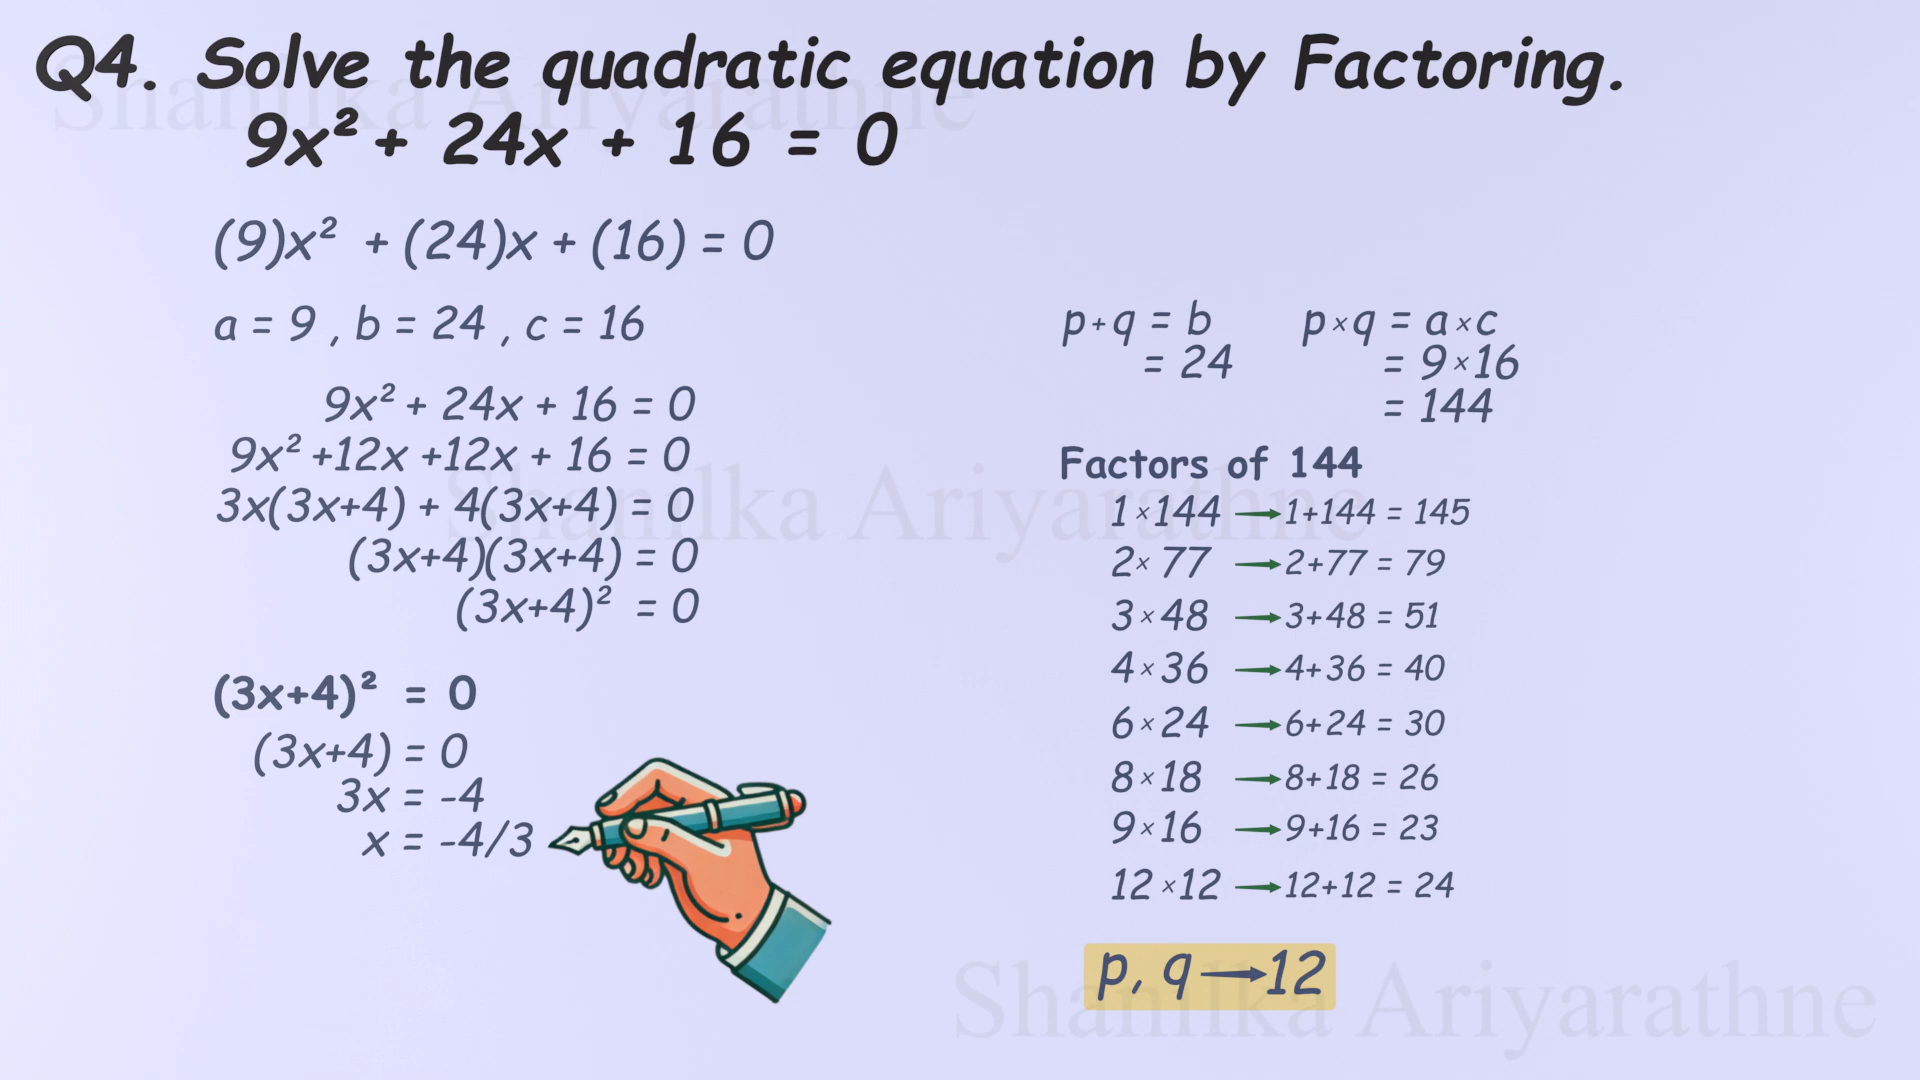 Q4. Solve the quadratic equation by Factoring.
9x² + 24x + 16 = 0
(9)x² + (24)x + (16) = 0
a = 9 , b = 24 , c = 16
9x² + 24x + 16 = 0
9x² +12x +12x + 16 = 0
3x(3x+4) + 4(3x+4) = 0
(3x+4)(3x+4) = 0
(3x+4)² = 0
(3x+4)² = 0
(3x+4) = 0
3x = -4
x = -4/3
p + q = b
= 24
p × q = a × c
= 9 × 16
= 144
Factors of 144
1 × 144 → 1+144 = 145
2 × 77 → 2+77 = 79
3 × 48 → 3+48 = 51
4 × 36 → 4+36 = 40
6 × 24 → 6+24 = 30
8 × 18 → 8+18 = 26
9 × 16 → 9+16 = 23
12 × 12 → 12+12 = 24
p, q → 12
Shanilka Ariyarathne
Shanilka Ariyarathne
Shanilka Ariyarathne